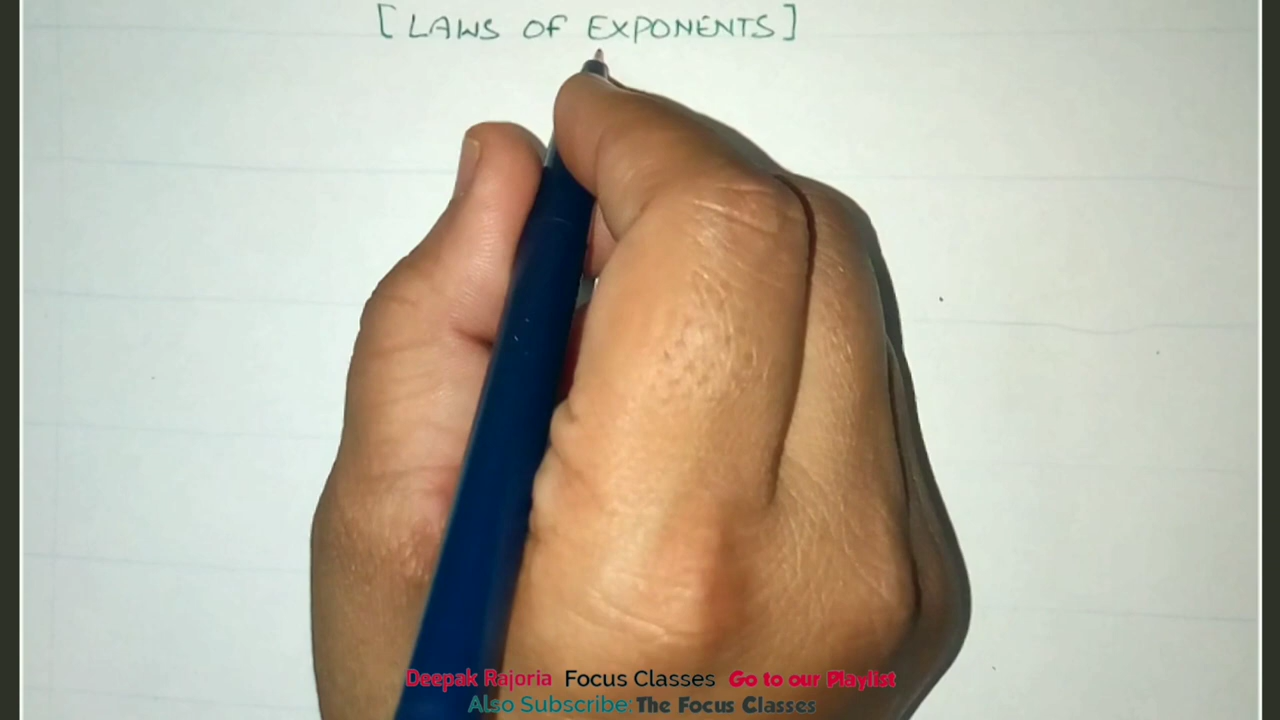 [LAWS OF EXPONENTS]
Deepak Rajoria Focus Classes Go to our Playlist
Also Subscribe: The Focus Classes